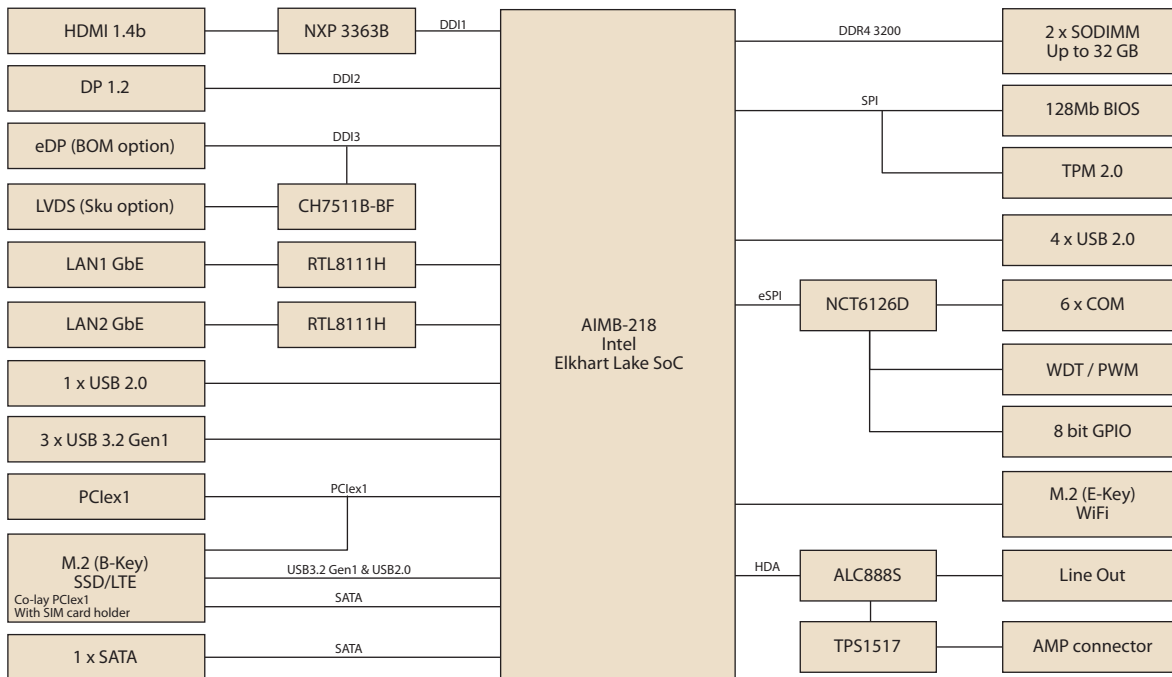 HDMI 1.4b
NXP 3363B
DDI1
DP 1.2
DDI2
eDP (BOM option)
DDI3
LVDS (Sku option)
CH7511B-BF
LAN1 GbE
RTL8111H
LAN2 GbE
RTL8111H
1 x USB 2.0
3 x USB 3.2 Gen1
PCIex1
PCIex1
M.2 (B-Key)
SSD/LTE
Co-lay PCIex1
With SIM card holder
USB3.2 Gen1 & USB2.0
SATA
1 x SATA
SATA
AIMB-218
Intel
Elkhart Lake SoC
DDR4 3200
2 x SODIMM
Up to 32 GB
SPI
128Mb BIOS
TPM 2.0
4 x USB 2.0
eSPI
NCT6126D
6 x COM
WDT / PWM
8 bit GPIO
M.2 (E-Key)
WiFi
HDA
ALC888S
Line Out
TPS1517
AMP connector